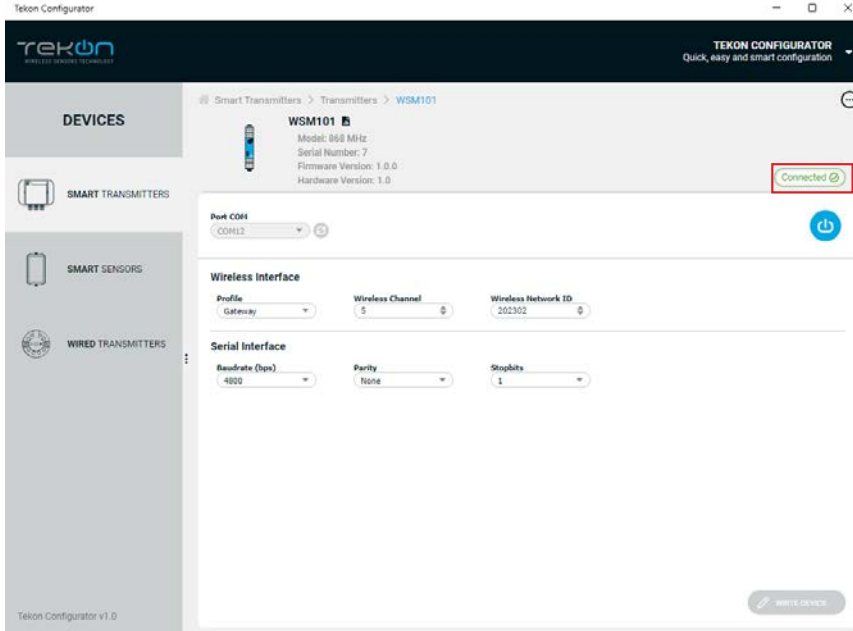 Tekon Configurator
TEKON
WIRELESS SENSORS TECHNOLOGY
TEKON CONFIGURATOR
Quick, easy and smart configuration
DEVICES
SMART TRANSMITTERS
SMART SENSORS
WIRED TRANSMITTERS
Tekon Configurator v1.0
Smart Transmitters > Transmitters > WSM101
WSM101
Model: 868 MHz
Serial Number: 7
Firmware Version: 1.0.0
Hardware Version: 1.0
Connected
Port COM
COM12
Wireless Interface
Profile Wireless Channel Wireless Network ID
Gateway 5 202302
Serial Interface
Baudrate (bps) Parity Stopbits
4800 None 1
WRITE DEVICE